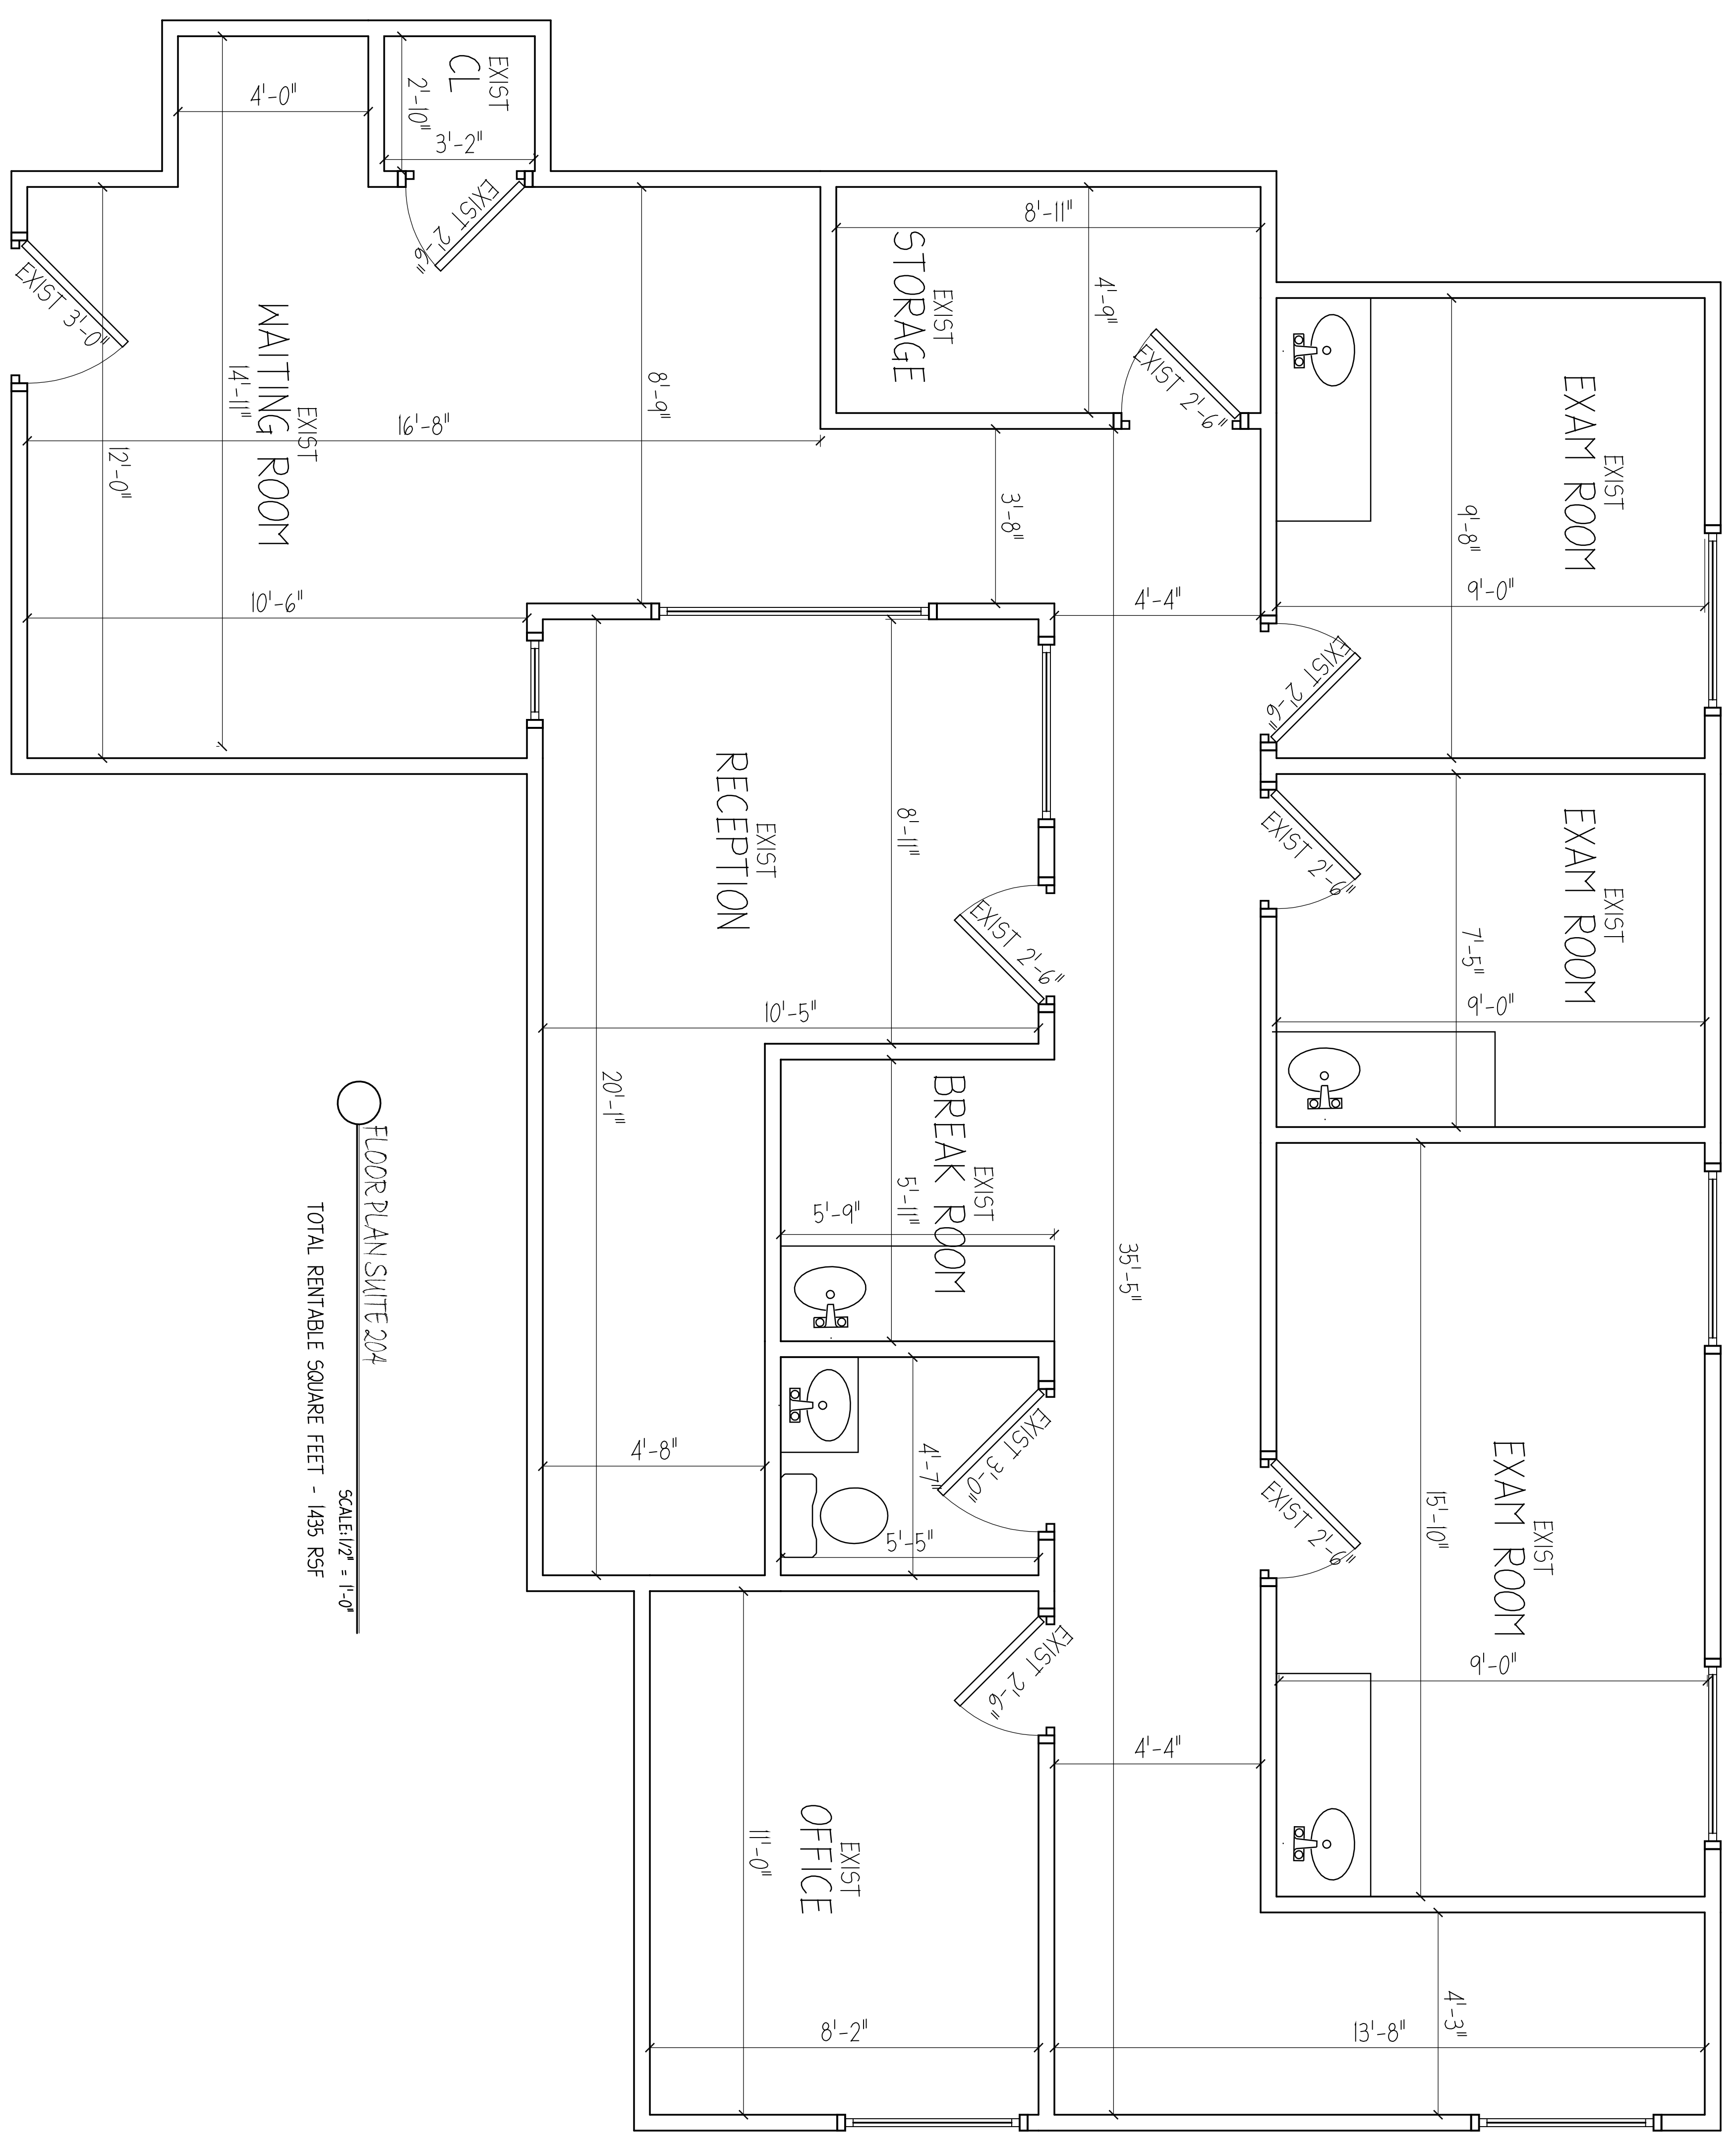 EXIST
CL
2'-10"
3'-2"
4'-0"
EXIST 2'-6"
EXIST 3'-0"
EXIST
WAITING ROOM
14'-11"
12'-0"
16'-8"
8'-9"
10'-6"
EXIST
STORAGE
8'-11"
4'-9"
EXIST 2'-6"
3'-8"
4'-4"
EXIST
EXAM ROOM
9'-8"
9'-0"
EXIST 2'-6"
EXIST
EXAM ROOM
7'-5"
9'-0"
EXIST 2'-6"
EXIST
RECEPTION
8'-11"
10'-5"
20'-1"
4'-8"
EXIST 2'-6"
EXIST
BREAK ROOM
5'-11"
5'-9"
35'-5"
4'-7"
5'-5"
EXIST 3'-0"
EXIST
EXAM ROOM
15'-10"
9'-0"
EXIST 2'-6"
EXIST 2'-6"
4'-4"
EXIST
OFFICE
11'-0"
8'-2"
13'-8"
4'-3"
FLOOR PLAN SUITE 204
SCALE: 1/2" = 1'-0"
TOTAL RENTABLE SQUARE FEET - 1435 RSF